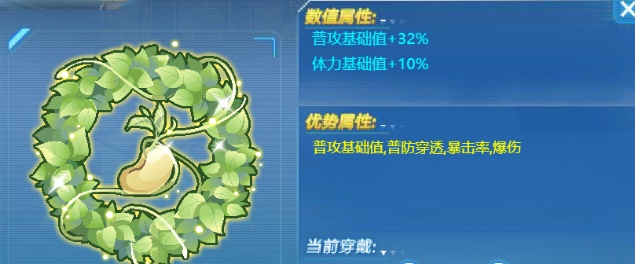 数值属性:
普攻基础值+32%
体力基础值+10%
优势属性:
普攻基础值,普防穿透,暴击率,爆伤
当前穿戴: